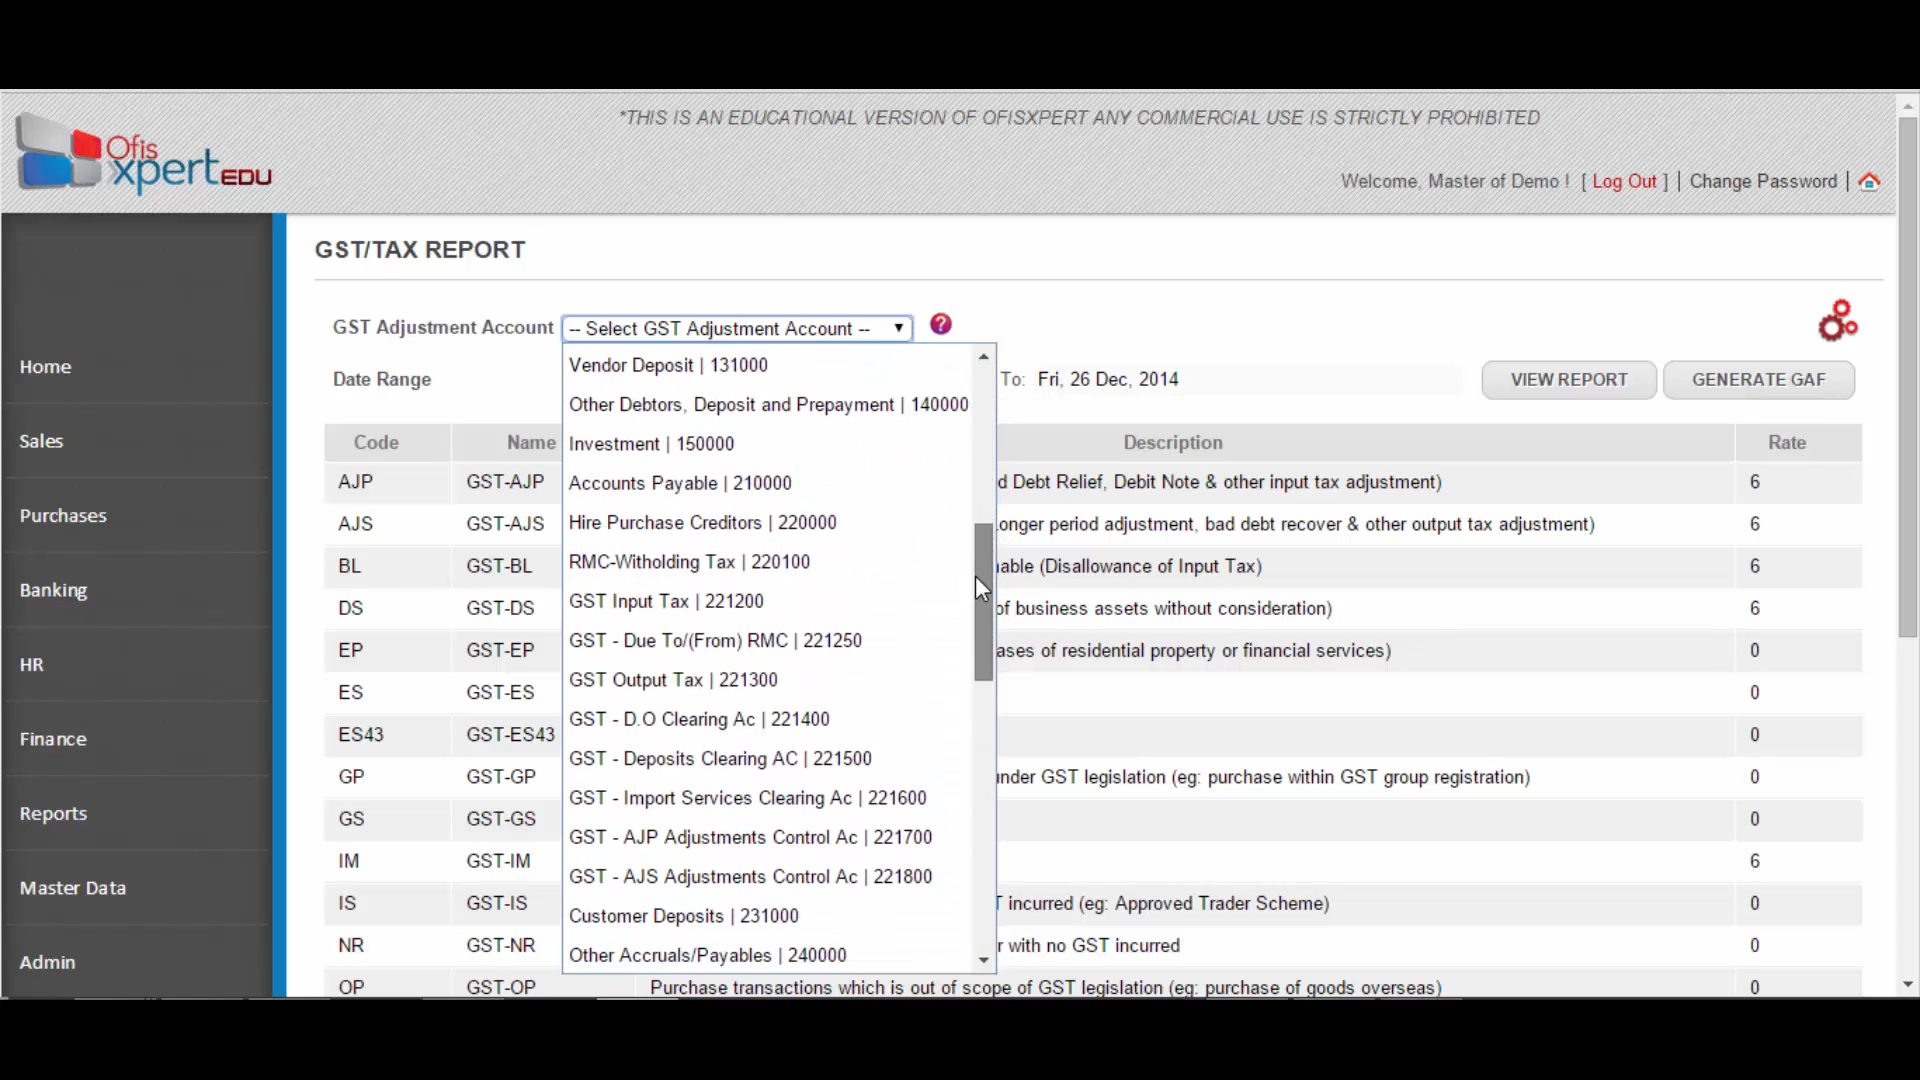 *THIS IS AN EDUCATIONAL VERSION OF OFISXPERT ANY COMMERCIAL USE IS STRICTLY PROHIBITED
Ofis
xpertEDU
Welcome, Master of Demo ! [ Log Out ] | Change Password |
GST/TAX REPORT
GST Adjustment Account -- Select GST Adjustment Account -- ?
Date Range To: Fri, 26 Dec, 2014 VIEW REPORT GENERATE GAF
Home
Sales
Purchases
Banking
HR
Finance
Reports
Master Data
Admin
Vendor Deposit | 131000
Other Debtors, Deposit and Prepayment | 140000
Investment | 150000
Accounts Payable | 210000
Hire Purchase Creditors | 220000
RMC-Witholding Tax | 220100
GST Input Tax | 221200
GST - Due To/(From) RMC | 221250
GST Output Tax | 221300
GST - D.O Clearing Ac | 221400
GST - Deposits Clearing AC | 221500
GST - Import Services Clearing Ac | 221600
GST - AJP Adjustments Control Ac | 221700
GST - AJS Adjustments Control Ac | 221800
Customer Deposits | 231000
Other Accruals/Payables | 240000
Code Name Description Rate
AJP GST-AJP Debt Relief, Debit Note & other input tax adjustment) 6
AJS GST-AJS onger period adjustment, bad debt recover & other output tax adjustment) 6
BL GST-BL (Disallowance of Input Tax) 6
DS GST-DS of business assets without consideration) 6
EP GST-EP ases of residential property or financial services) 0
ES GST-ES 0
ES43 GST-ES43 0
GP GST-GP under GST legislation (eg: purchase within GST group registration) 0
GS GST-GS 0
IM GST-IM 6
IS GST-IS incurred (eg: Approved Trader Scheme) 0
NR GST-NR with no GST incurred 0
OP GST-OP Purchase transactions which is out of scope of GST legislation (eg: purchase of goods overseas) 0